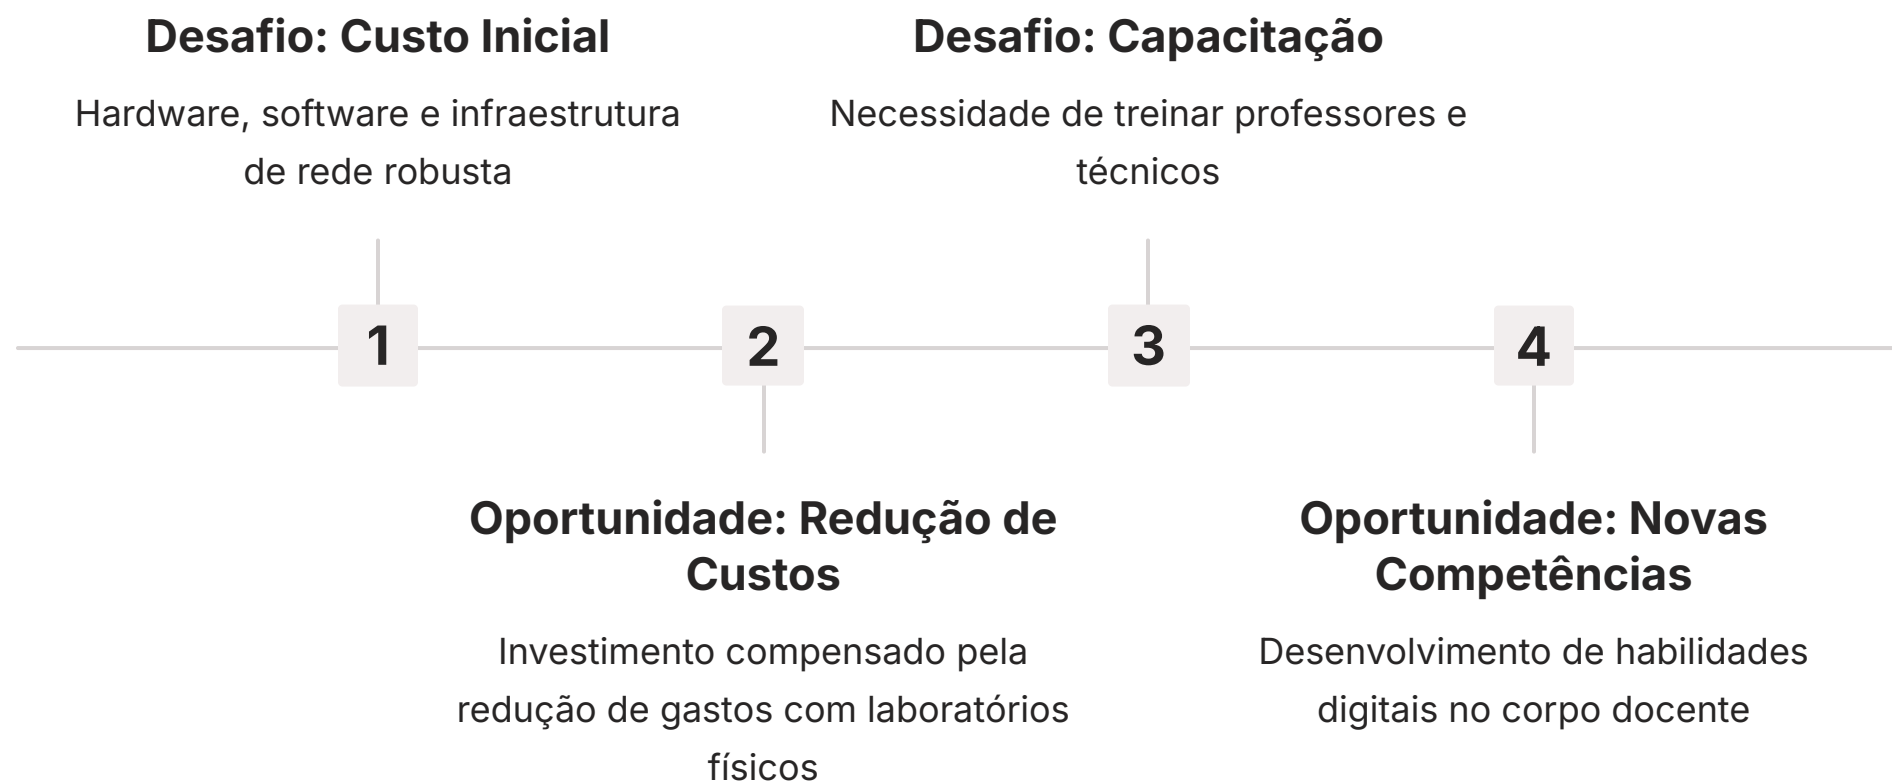 Desafio: Custo Inicial
Hardware, software e infraestrutura
de rede robusta
Desafio: Capacitação
Necessidade de treinar professores e
técnicos
1
2
3
4
Oportunidade: Redução de
Custos
Investimento compensado pela
redução de gastos com laboratórios
físicos
Oportunidade: Novas
Competências
Desenvolvimento de habilidades
digitais no corpo docente